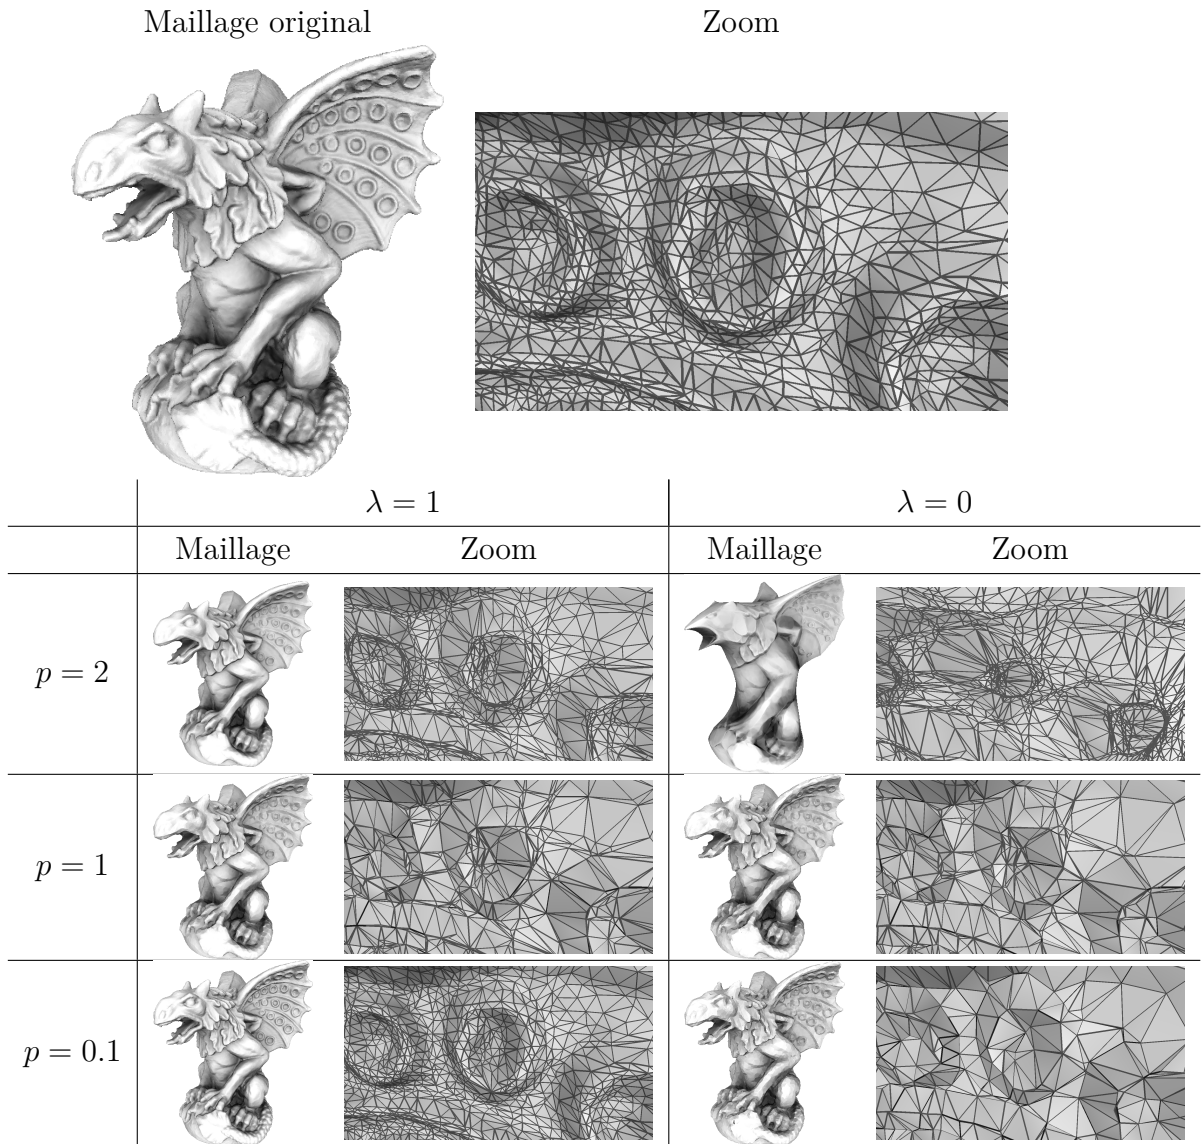 Maillage original
Zoom
λ = 1
λ = 0
Maillage
Zoom
Maillage
Zoom
p = 2
p = 1
p = 0.1